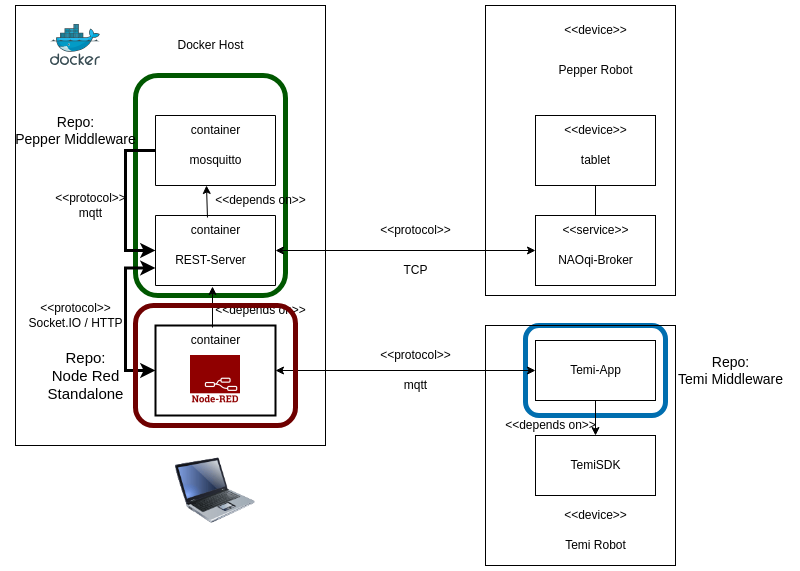 docker
Docker Host
Repo:
Pepper Middleware
container
mosquitto
<<protocol>>
mqtt
<<depends on>>
container
REST-Server
<<protocol>>
Socket.IO / HTTP
<<depends on>>
Repo:
Node Red
Standalone
container
Node-RED
<<protocol>>
TCP
<<protocol>>
mqtt
<<device>>
Pepper Robot
<<device>>
tablet
<<service>>
NAOqi-Broker
Temi-App
Repo:
Temi Middleware
<<depends on>>
TemiSDK
<<device>>
Temi Robot